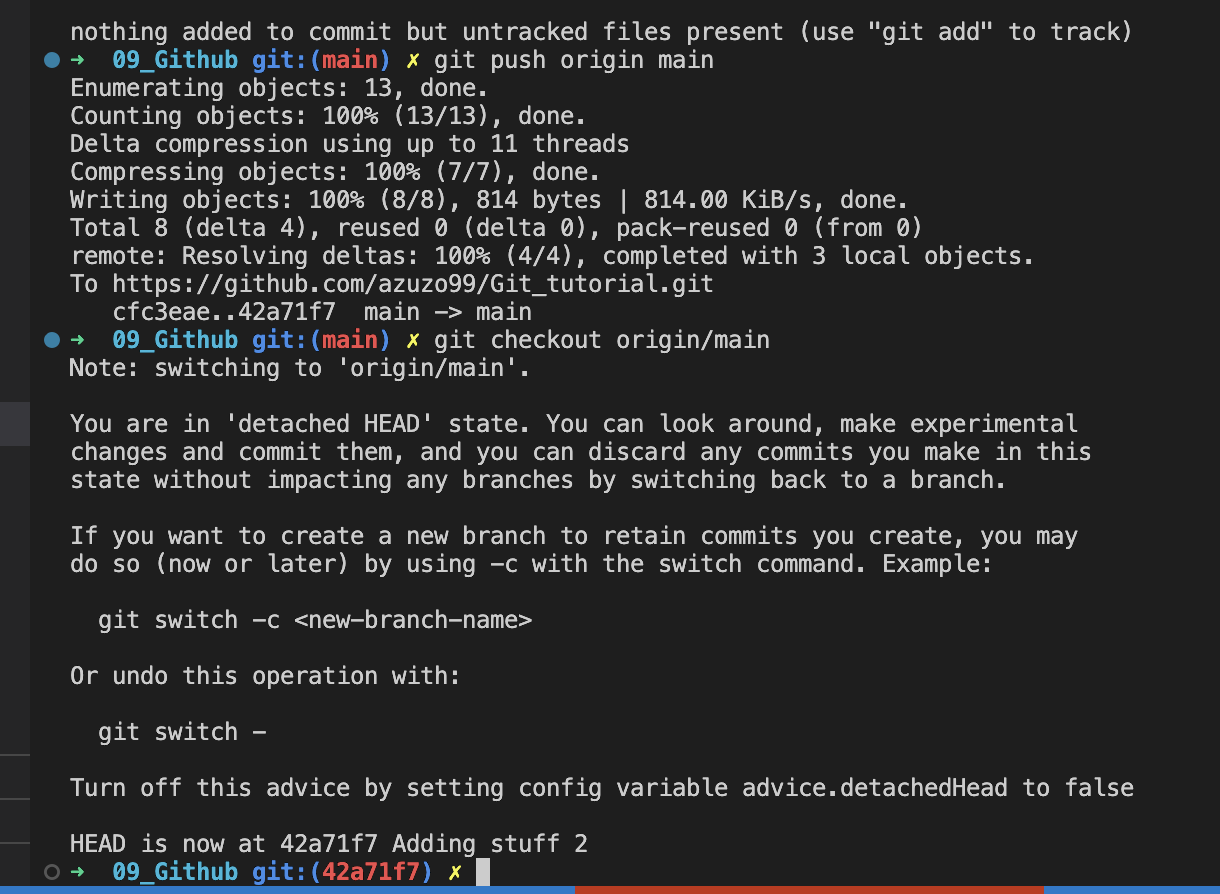 nothing added to commit but untracked files present (use "git add" to track)
➜  09_Github git:(main) ✗ git push origin main
Enumerating objects: 13, done.
Counting objects: 100% (13/13), done.
Delta compression using up to 11 threads
Compressing objects: 100% (7/7), done.
Writing objects: 100% (8/8), 814 bytes | 814.00 KiB/s, done.
Total 8 (delta 4), reused 0 (delta 0), pack-reused 0 (from 0)
remote: Resolving deltas: 100% (4/4), completed with 3 local objects.
To https://github.com/azuzo99/Git_tutorial.git
   cfc3eae..42a71f7  main -> main
➜  09_Github git:(main) ✗ git checkout origin/main
Note: switching to 'origin/main'.

You are in 'detached HEAD' state. You can look around, make experimental
changes and commit them, and you can discard any commits you make in this
state without impacting any branches by switching back to a branch.

If you want to create a new branch to retain commits you create, you may
do so (now or later) by using -c with the switch command. Example:

  git switch -c <new-branch-name>

Or undo this operation with:

  git switch -

Turn off this advice by setting config variable advice.detachedHead to false

HEAD is now at 42a71f7 Adding stuff 2
➜  09_Github git:(42a71f7) ✗